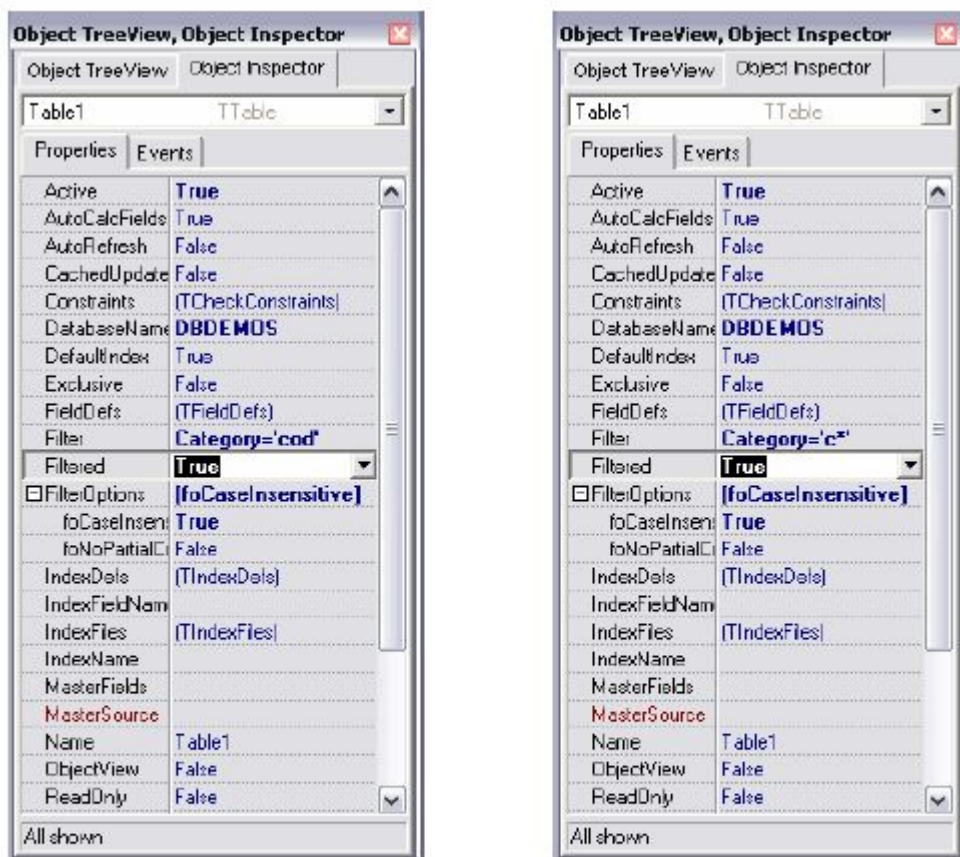 Object TreeView, Object Inspector
Object TreeView Object Inspector
Table1 TTable
Properties Events
Active True
AutoCalcFields True
AutoRefresh False
CachedUpdate False
Constraints (TCheckConstraints)
DatabaseName DBDEMOS
DefaultIndex True
Exclusive False
FieldDefs (TFieldDefs)
Filter Category='cod'
Filtered True
FilterOptions [foCaseInsensitive]
foCaseInsens True
foNoPartialC False
IndexDefs (TIndexDefs)
IndexFieldNam
IndexFiles (TIndexFiles)
IndexName
MasterFields
MasterSource
Name Table1
ObjectView False
ReadOnly False
All shown
Object TreeView, Object Inspector
Object TreeView Object Inspector
Table1 TTable
Properties Events
Active True
AutoCalcFields True
AutoRefresh False
CachedUpdate False
Constraints (TCheckConstraints)
DatabaseName DBDEMOS
DefaultIndex True
Exclusive False
FieldDefs (TFieldDefs)
Filter Category='c*'
Filtered True
FilterOptions [foCaseInsensitive]
foCaseInsens True
foNoPartialC False
IndexDefs (TIndexDefs)
IndexFieldNam
IndexFiles (TIndexFiles)
IndexName
MasterFields
MasterSource
Name Table1
ObjectView False
ReadOnly False
All shown